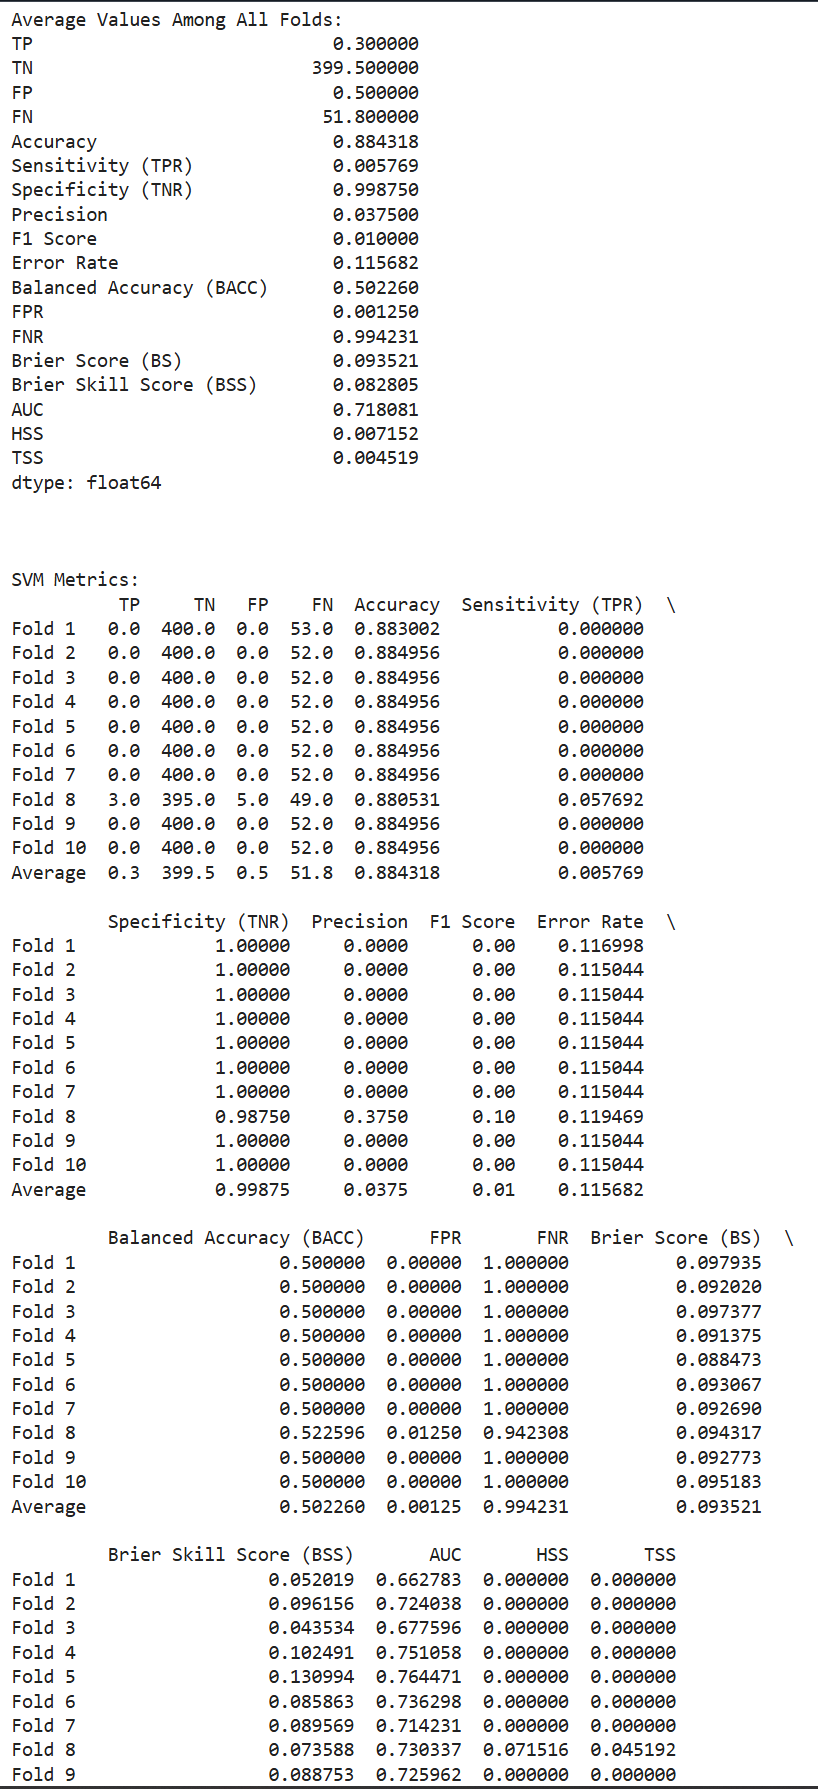 Average Values Among All Folds:
TP                            0.300000
TN                          399.500000
FP                            0.500000
FN                           51.800000
Accuracy                      0.884318
Sensitivity (TPR)             0.005769
Specificity (TNR)             0.998750
Precision                     0.037500
F1 Score                      0.010000
Error Rate                    0.115682
Balanced Accuracy (BACC)      0.502260
FPR                           0.001250
FNR                           0.994231
Brier Score (BS)              0.093521
Brier Skill Score (BSS)       0.082805
AUC                           0.718081
HSS                           0.007152
TSS                           0.004519
dtype: float64
SVM Metrics:
          TP     TN   FP    FN  Accuracy  Sensitivity (TPR)  \
Fold 1   0.0  400.0  0.0  53.0  0.883002           0.000000
Fold 2   0.0  400.0  0.0  52.0  0.884956           0.000000
Fold 3   0.0  400.0  0.0  52.0  0.884956           0.000000
Fold 4   0.0  400.0  0.0  52.0  0.884956           0.000000
Fold 5   0.0  400.0  0.0  52.0  0.884956           0.000000
Fold 6   0.0  400.0  0.0  52.0  0.884956           0.000000
Fold 7   0.0  400.0  0.0  52.0  0.884956           0.000000
Fold 8   3.0  395.0  5.0  49.0  0.880531           0.057692
Fold 9   0.0  400.0  0.0  52.0  0.884956           0.000000
Fold 10  0.0  400.0  0.0  52.0  0.884956           0.000000
Average  0.3  399.5  0.5  51.8  0.884318           0.005769
         Specificity (TNR)  Precision  F1 Score  Error Rate  \
Fold 1             1.00000     0.0000      0.00    0.116998
Fold 2             1.00000     0.0000      0.00    0.115044
Fold 3             1.00000     0.0000      0.00    0.115044
Fold 4             1.00000     0.0000      0.00    0.115044
Fold 5             1.00000     0.0000      0.00    0.115044
Fold 6             1.00000     0.0000      0.00    0.115044
Fold 7             1.00000     0.0000      0.00    0.115044
Fold 8             0.98750     0.3750      0.10    0.119469
Fold 9             1.00000     0.0000      0.00    0.115044
Fold 10            1.00000     0.0000      0.00    0.115044
Average            0.99875     0.0375      0.01    0.115682
         Balanced Accuracy (BACC)      FPR       FNR  Brier Score (BS)  \
Fold 1                   0.500000  0.00000  1.000000          0.097935
Fold 2                   0.500000  0.00000  1.000000          0.092020
Fold 3                   0.500000  0.00000  1.000000          0.097377
Fold 4                   0.500000  0.00000  1.000000          0.091375
Fold 5                   0.500000  0.00000  1.000000          0.088473
Fold 6                   0.500000  0.00000  1.000000          0.093067
Fold 7                   0.500000  0.00000  1.000000          0.092690
Fold 8                   0.522596  0.01250  0.942308          0.094317
Fold 9                   0.500000  0.00000  1.000000          0.092773
Fold 10                  0.500000  0.00000  1.000000          0.095183
Average                  0.502260  0.00125  0.994231          0.093521
         Brier Skill Score (BSS)       AUC       HSS       TSS
Fold 1                  0.052019  0.662783  0.000000  0.000000
Fold 2                  0.096156  0.724038  0.000000  0.000000
Fold 3                  0.043534  0.677596  0.000000  0.000000
Fold 4                  0.102491  0.751058  0.000000  0.000000
Fold 5                  0.130994  0.764471  0.000000  0.000000
Fold 6                  0.085863  0.736298  0.000000  0.000000
Fold 7                  0.089569  0.714231  0.000000  0.000000
Fold 8                  0.073588  0.730337  0.071516  0.045192
Fold 9                  0.088753  0.725962  0.000000  0.000000